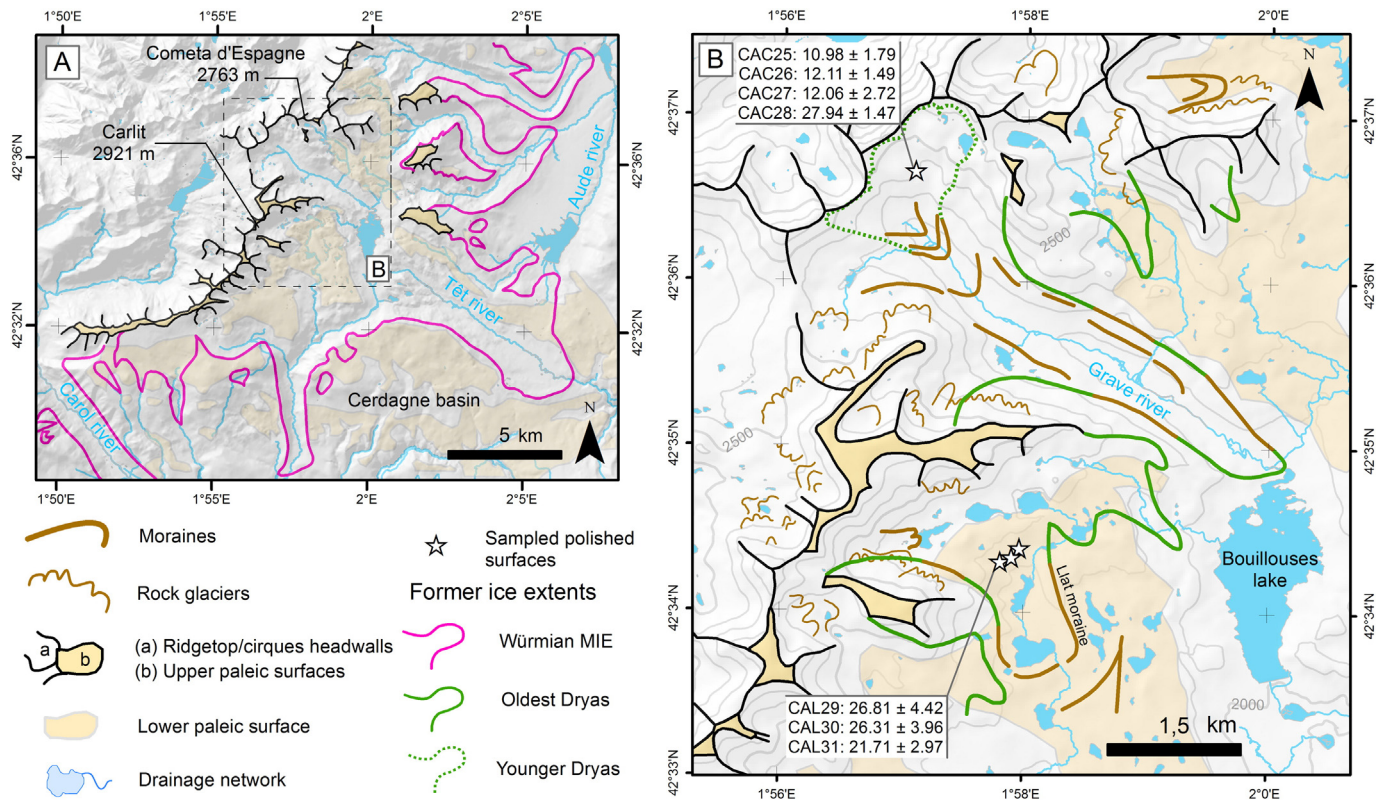 1°50'E
1°55'E
2°E
2°5'E
A
Cometa d'Espagne
2763 m
Carlit
2921 m
42°36'N
42°32'N
42°36'N
42°32'N
Aude river
B
Têt river
Carol river
Cerdagne basin
5 km
N
1°50'E
1°55'E
2°E
2°5'E
Moraines
Rock glaciers
a
b
(a) Ridgetop/cirques headwalls
(b) Upper paleic surfaces
Lower paleic surface
Drainage network
Sampled polished
surfaces
Former ice extents
Würmian MIE
Oldest Dryas
Younger Dryas
1°56'E
1°58'E
2°0'E
B
CAC25: 10.98 ± 1.79
CAC26: 12.11 ± 1.49
CAC27: 12.06 ± 2.72
CAC28: 27.94 ± 1.47
N
42°37'N
42°36'N
42°35'N
42°34'N
42°33'N
42°37'N
42°36'N
42°35'N
42°34'N
2500
Grave river
2500
Bouillouses
lake
Llat moraine
2000
CAL29: 26.81 ± 4.42
CAL30: 26.31 ± 3.96
CAL31: 21.71 ± 2.97
1,5 km
1°56'E
1°58'E
2°0'E